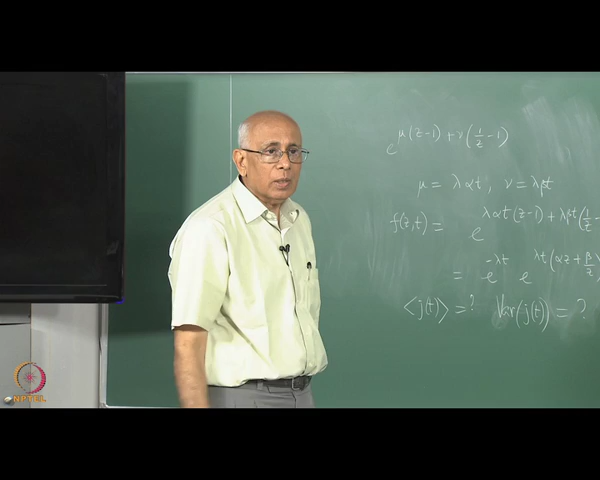 e^{μ(z-1) + ν(1/z - 1)}
μ = λαt, ν = λβt
f(z,t) = e^{λαt(z-1) + λβt(1/z -
= e^{-λt} e^{λt(αz + β/z)}
<j(t)> = ? Var(j(t)) = ?
NPTEL